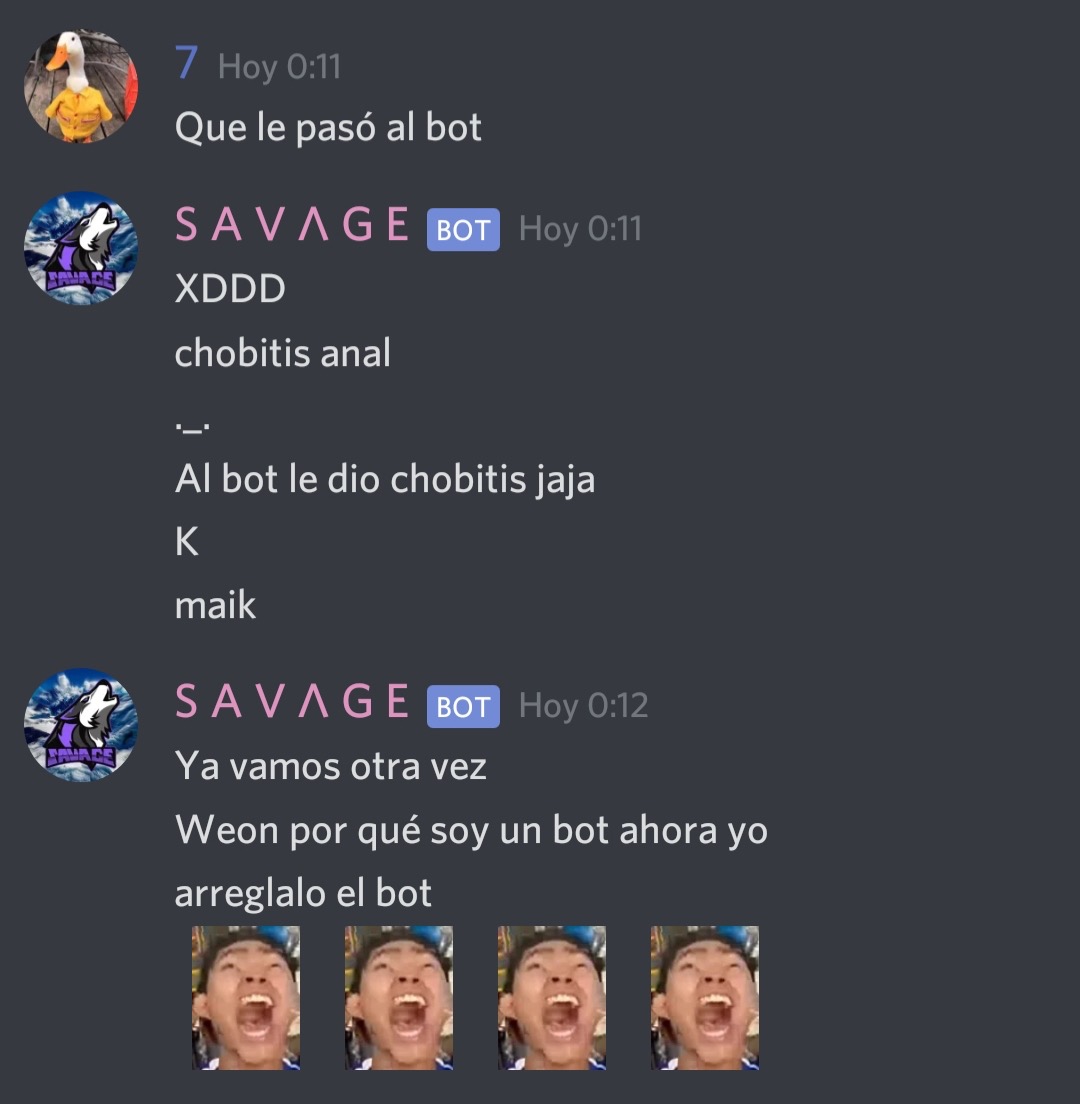 7 Hoy 0:11
Que le pasó al bot
S A V Λ G E BOT Hoy 0:11
SAVAGE
XDDD
chobitis anal
._.
Al bot le dio chobitis jaja
K
maik
S A V Λ G E BOT Hoy 0:12
SAVAGE
Ya vamos otra vez
Weon por qué soy un bot ahora yo
arreglalo el bot